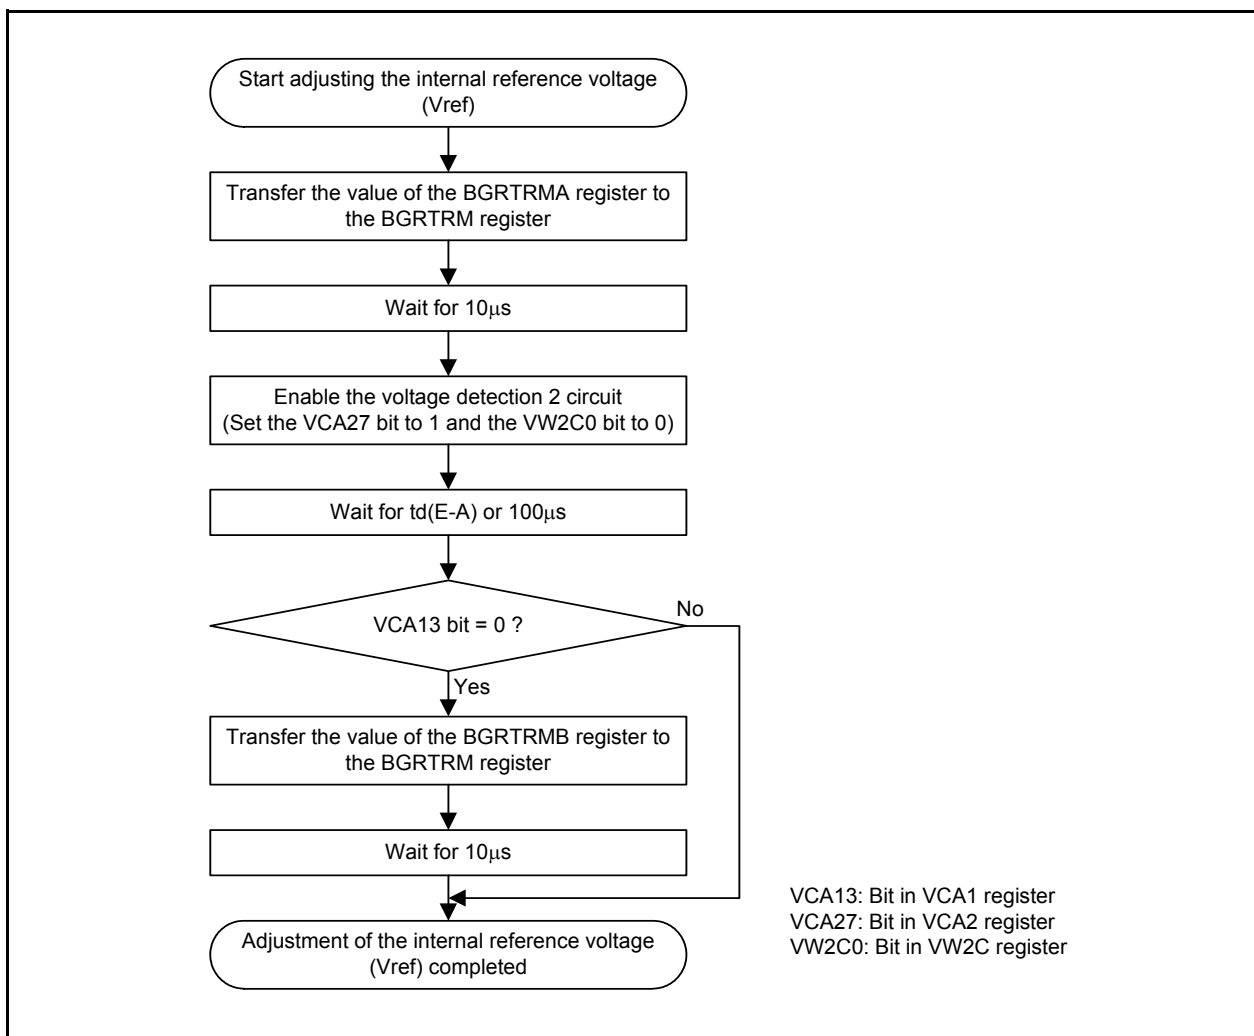 Start adjusting the internal reference voltage
(Vref)
Transfer the value of the BGRTRMA register to
the BGRTRM register
Wait for 10μs
Enable the voltage detection 2 circuit
(Set the VCA27 bit to 1 and the VW2C0 bit to 0)
Wait for td(E-A) or 100μs
VCA13 bit = 0 ?
No
Yes
Transfer the value of the BGRTRMB register to
the BGRTRM register
Wait for 10μs
Adjustment of the internal reference voltage
(Vref) completed
VCA13: Bit in VCA1 register
VCA27: Bit in VCA2 register
VW2C0: Bit in VW2C register